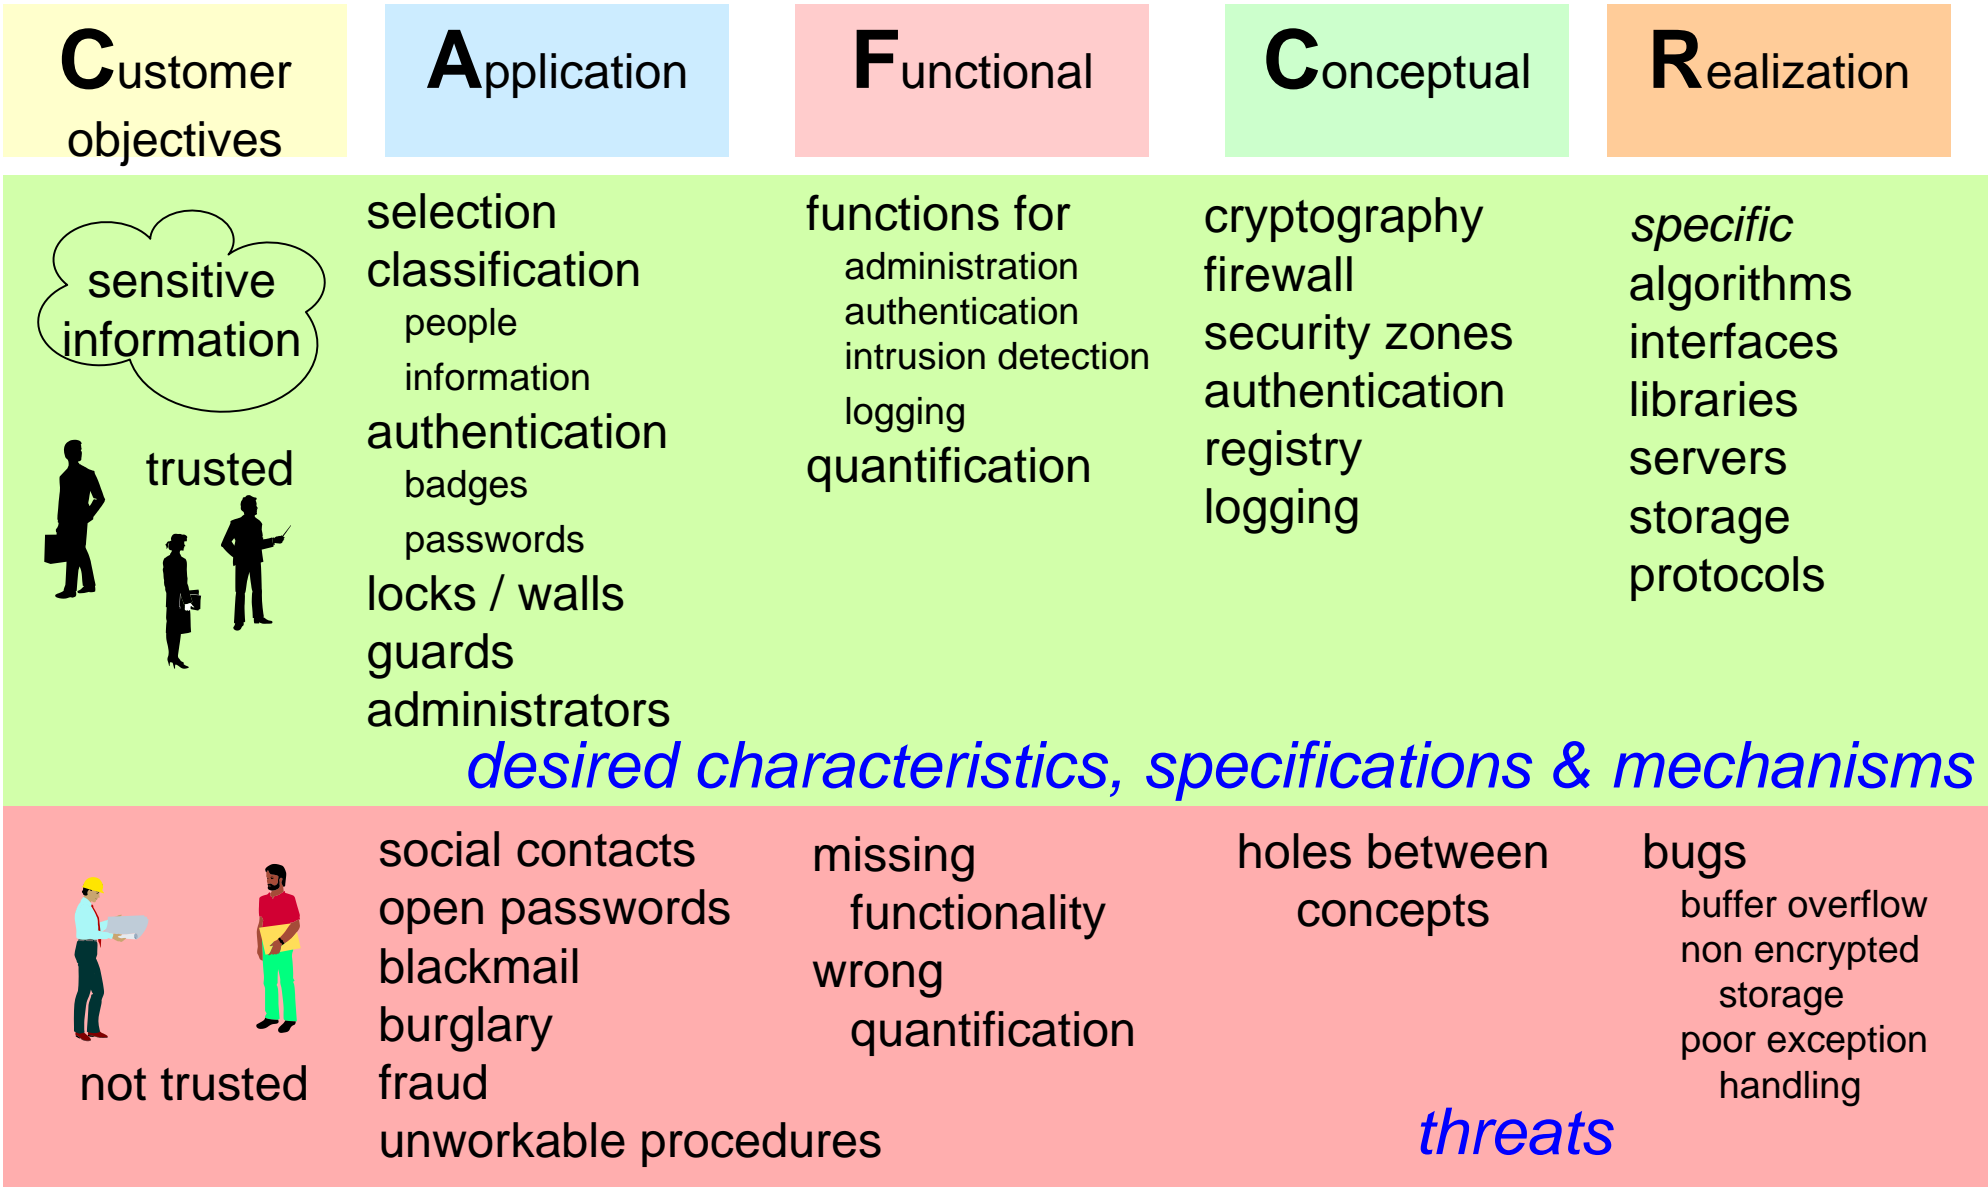 Customer
objectives
Application
Functional
Conceptual
Realization
sensitive
information
trusted
selection
classification
people
information
authentication
badges
passwords
locks / walls
guards
administrators
functions for
administration
authentication
intrusion detection
logging
quantification
cryptography
firewall
security zones
authentication
registry
logging
specific
algorithms
interfaces
libraries
servers
storage
protocols
desired characteristics, specifications & mechanisms
not trusted
social contacts
open passwords
blackmail
burglary
fraud
unworkable procedures
missing
functionality
wrong
quantification
holes between
concepts
bugs
buffer overflow
non encrypted
storage
poor exception
handling
threats